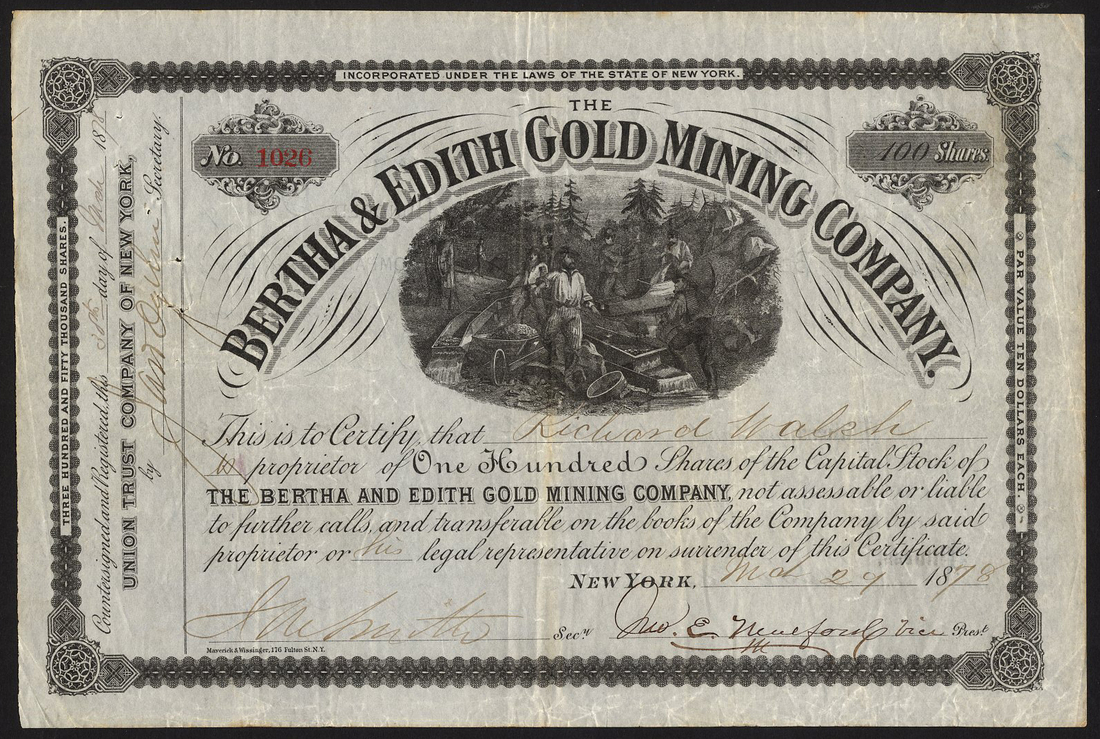 INCORPORATED UNDER THE LAWS OF THE STATE OF NEW YORK.
No. 1026
100 Shares
THE
BERTHA & EDITH GOLD MINING COMPANY.
This is to Certify, that Richard Walsh
is proprietor of One Hundred Shares of the Capital Stock of
THE BERTHA AND EDITH GOLD MINING COMPANY, not assessable or liable
to further calls, and transferable on the books of the Company by said
proprietor or his legal representative on surrender of this Certificate.
NEW YORK, Mch 29 1878
Secy
Vice Prest
Maverick & Wissinger, 176 Fulton St. N.Y.
THREE HUNDRED AND FIFTY THOUSAND SHARES.
Countersigned and Registered, this day of 187
UNION TRUST COMPANY OF NEW YORK,
by Secretary.
PAR VALUE TEN DOLLARS EACH.